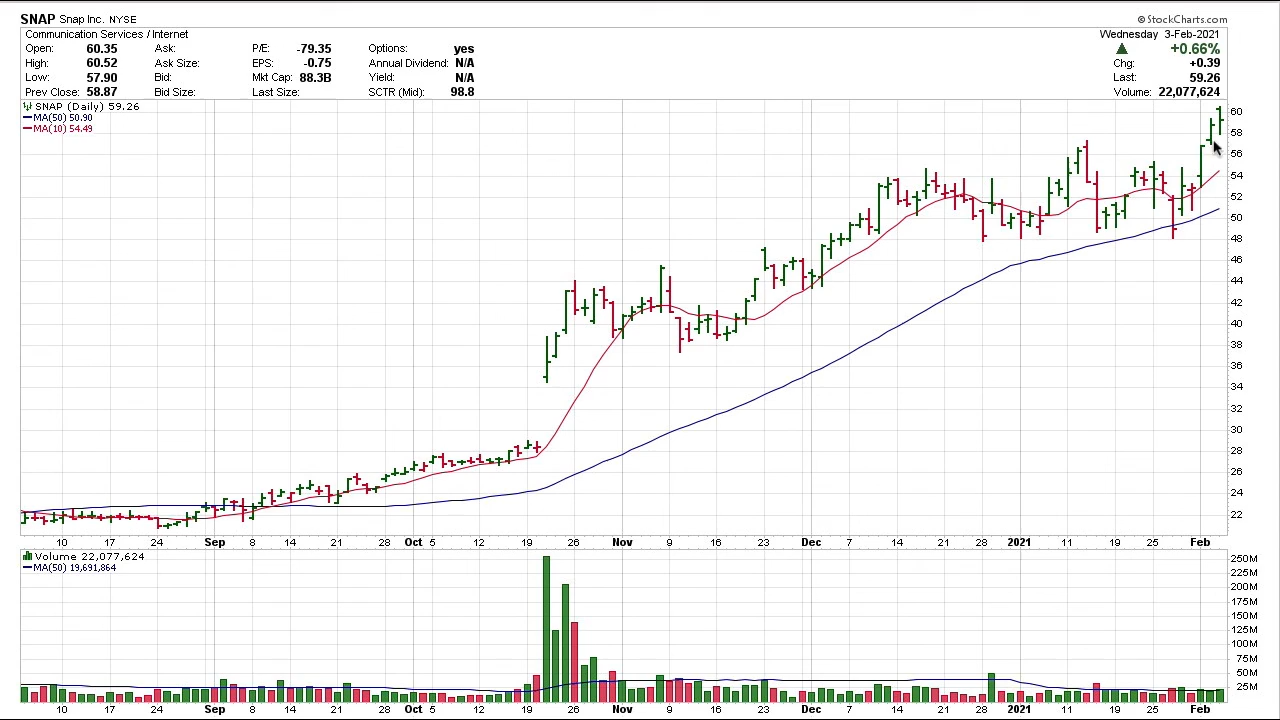 SNAP Snap Inc. NYSE
© StockCharts.com
Communication Services / Internet
Wednesday 3-Feb-2021
Open: 60.35 Ask: P/E: -79.35 Options: yes
+0.66%
High: 60.52 Ask Size: EPS: -0.75 Annual Dividend: N/A
Chg: +0.39
Low: 57.90 Bid: Mkt Cap: 88.3B Yield: N/A
Last: 59.26
Prev Close: 58.87 Bid Size: Last Size: SCTR (Mid): 98.8
Volume: 22,077,624
SNAP (Daily) 59.26
MA(50) 50.90
MA(10) 54.49
60
58
56
54
52
50
48
46
44
42
40
38
36
34
32
30
28
26
24
22
10 17 24 Sep 8 14 21 28 Oct 5 12 19 26 Nov 9 16 23 Dec 7 14 21 28 2021 11 19 25 Feb
Volume 22,077,624
MA(50) 19,691,864
250M
225M
200M
175M
150M
125M
100M
75M
50M
25M
10 17 24 Sep 8 14 21 28 Oct 5 12 19 26 Nov 9 16 23 Dec 7 14 21 28 2021 11 19 25 Feb